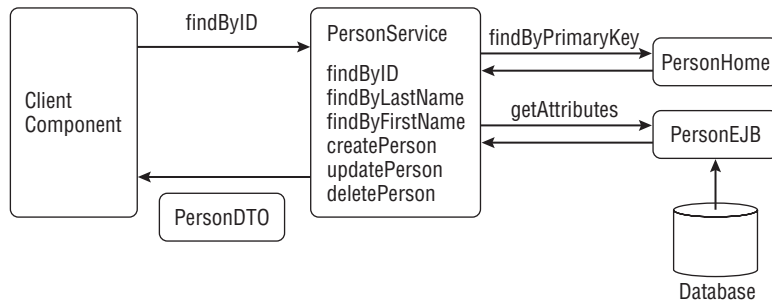 findByID
Client
Component
PersonDTO
PersonService
findByID
findByLastName
findByFirstName
createPerson
updatePerson
deletePerson
findByPrimaryKey
PersonHome
getAttributes
PersonEJB
Database